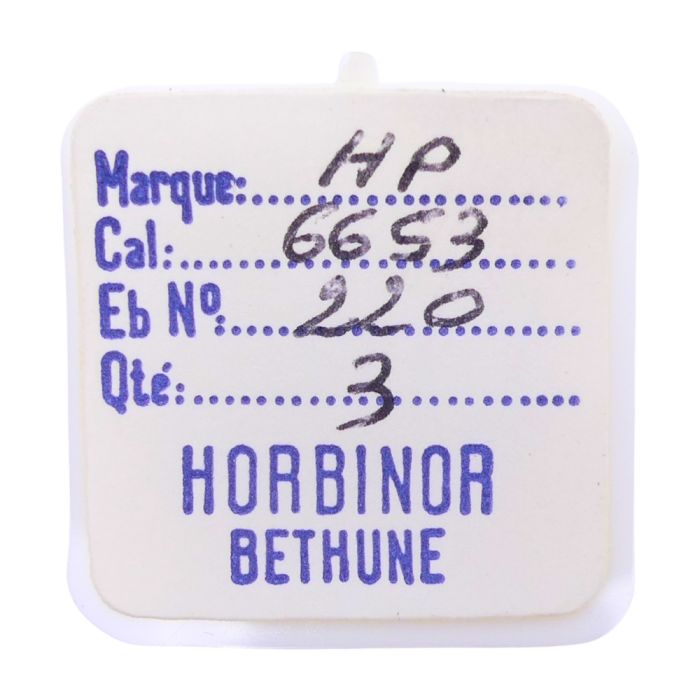 Marque: HP
Cal: 6653
Eb Nº: 220
Qté: 3
HORBINOR
BETHUNE